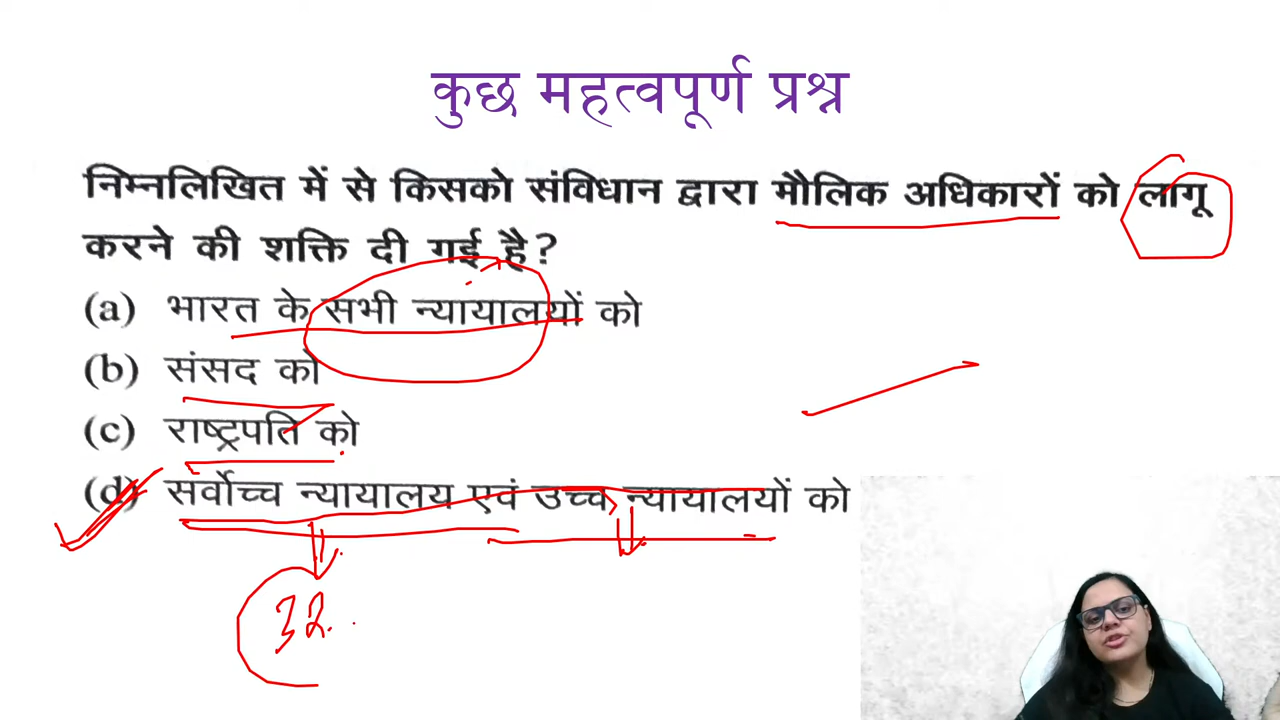 कुछ महत्वपूर्ण प्रश्न
निम्नलिखित में से किसको संविधान द्वारा मौलिक अधिकारों को लागू
करने की शक्ति दी गई है?
(a) भारत के सभी न्यायालयों को
(b) संसद को
(c) राष्ट्रपति को
(d) सर्वोच्च न्यायालय एवं उच्च न्यायालयों को
32